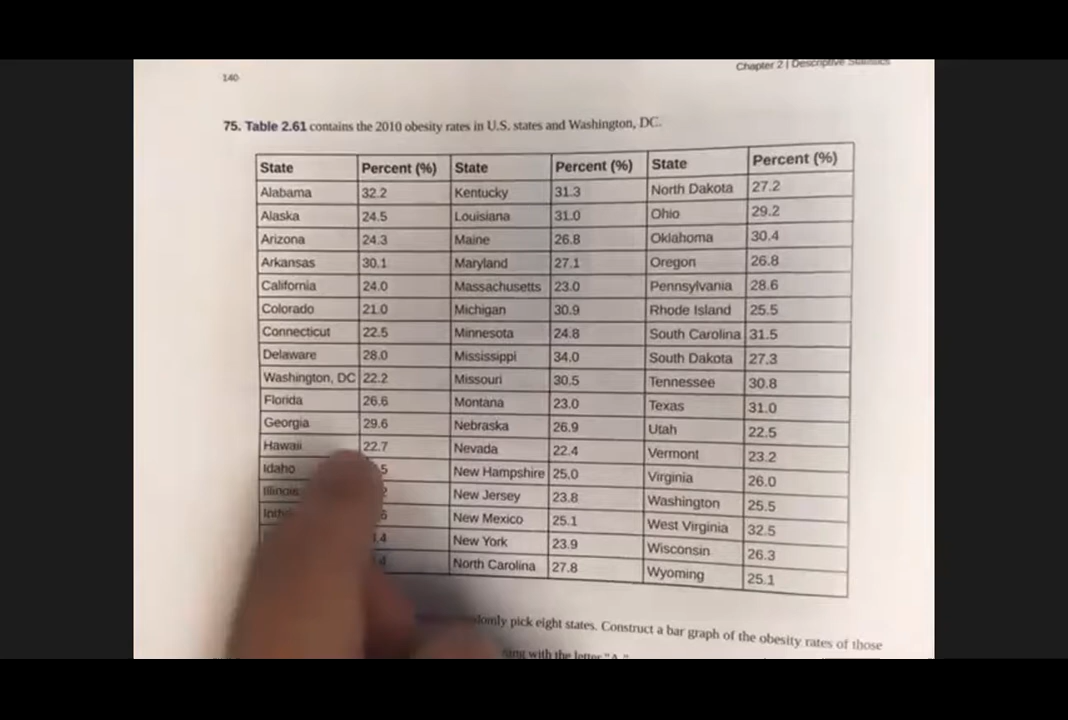 140
Chapter 2 | Descriptive Statistics
75. Table 2.61 contains the 2010 obesity rates in U.S. states and Washington, DC.
State Percent (%) State Percent (%) State Percent (%)
Alabama 32.2 Kentucky 31.3 North Dakota 27.2
Alaska 24.5 Louisiana 31.0 Ohio 29.2
Arizona 24.3 Maine 26.8 Oklahoma 30.4
Arkansas 30.1 Maryland 27.1 Oregon 26.8
California 24.0 Massachusetts 23.0 Pennsylvania 28.6
Colorado 21.0 Michigan 30.9 Rhode Island 25.5
Connecticut 22.5 Minnesota 24.8 South Carolina 31.5
Delaware 28.0 Mississippi 34.0 South Dakota 27.3
Washington, DC 22.2 Missouri 30.5 Tennessee 30.8
Florida 26.6 Montana 23.0 Texas 31.0
Georgia 29.6 Nebraska 26.9 Utah 22.5
Hawaii 22.7 Nevada 22.4 Vermont 23.2
Idaho New Hampshire 25.0 Virginia 26.0
Illinois New Jersey 23.8 Washington 25.5
New Mexico 25.1 West Virginia 32.5
New York 23.9 Wisconsin 26.3
North Carolina 27.8 Wyoming 25.1
pick eight states. Construct a bar graph of the obesity rates of those
with the letter "A."